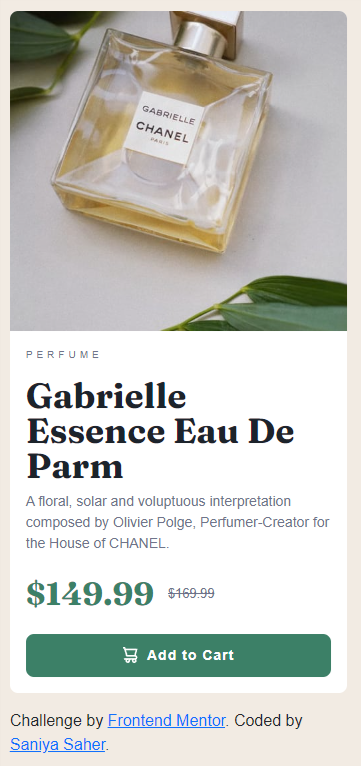 GABRIELLE
CHANEL
PARIS
PERFUME
Gabrielle
Essence Eau De
Parm
A floral, solar and voluptuous interpretation
composed by Olivier Polge, Perfumer-Creator for
the House of CHANEL.
$149.99 $169.99
Add to Cart
Challenge by Frontend Mentor. Coded by
Saniya Saher.